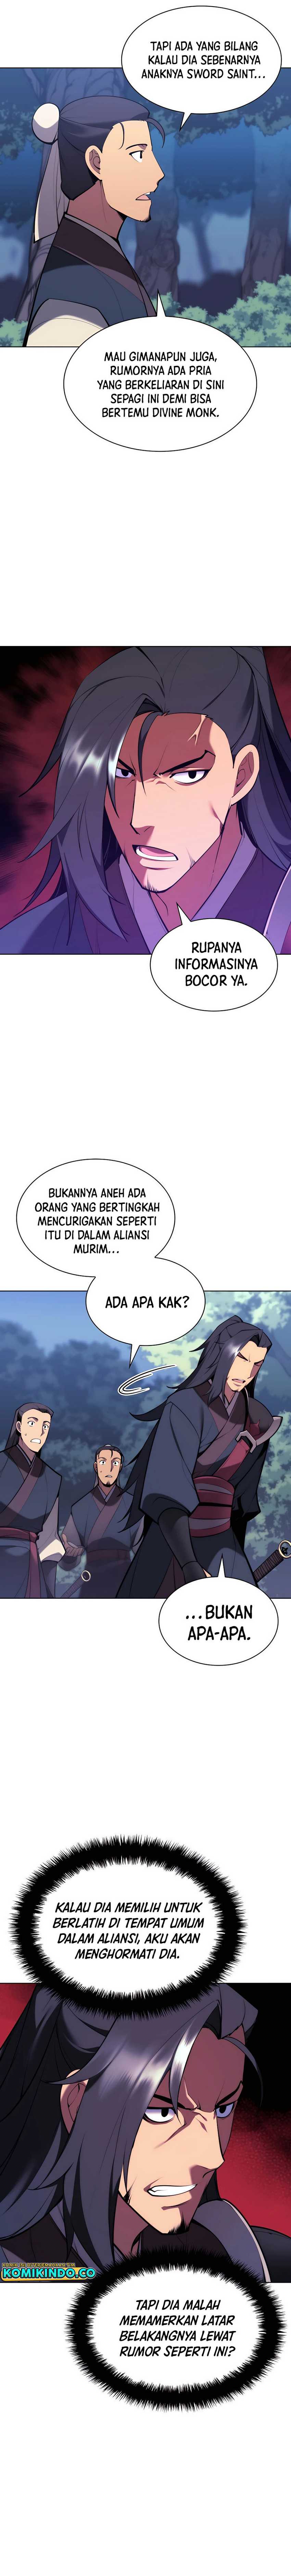 TAPI ADA YANG BILANG
KALAU DIA SEBENARNYA
ANAKNYA SWORD SAINT...
MAU GIMANAPUN JUGA,
RUMORNYA ADA PRIA
YANG BERKELIARAN DI SINI
SEPAGI INI DEMI BISA
BERTEMU DIVINE MONK.
RUPANYA
INFORMASINYA
BOCOR YA.
BUKANNYA ANEH ADA
ORANG YANG BERTINGKAH
MENCURIGAKAN SEPERTI
ITU DI DALAM ALIANSI
MURIM...
ADA APA KAK?
...BUKAN
APA-APA.
KALAU DIA MEMILIH UNTUK
BERLATIH DI TEMPAT UMUM
DALAM ALIANSI, AKU AKAN
MENGHORMATI DIA.
KOMIKINDO.CO
TAPI DIA MALAH
MEMAMERKAN LATAR
BELAKANGNYA LEWAT
RUMOR SEPERTI INI?